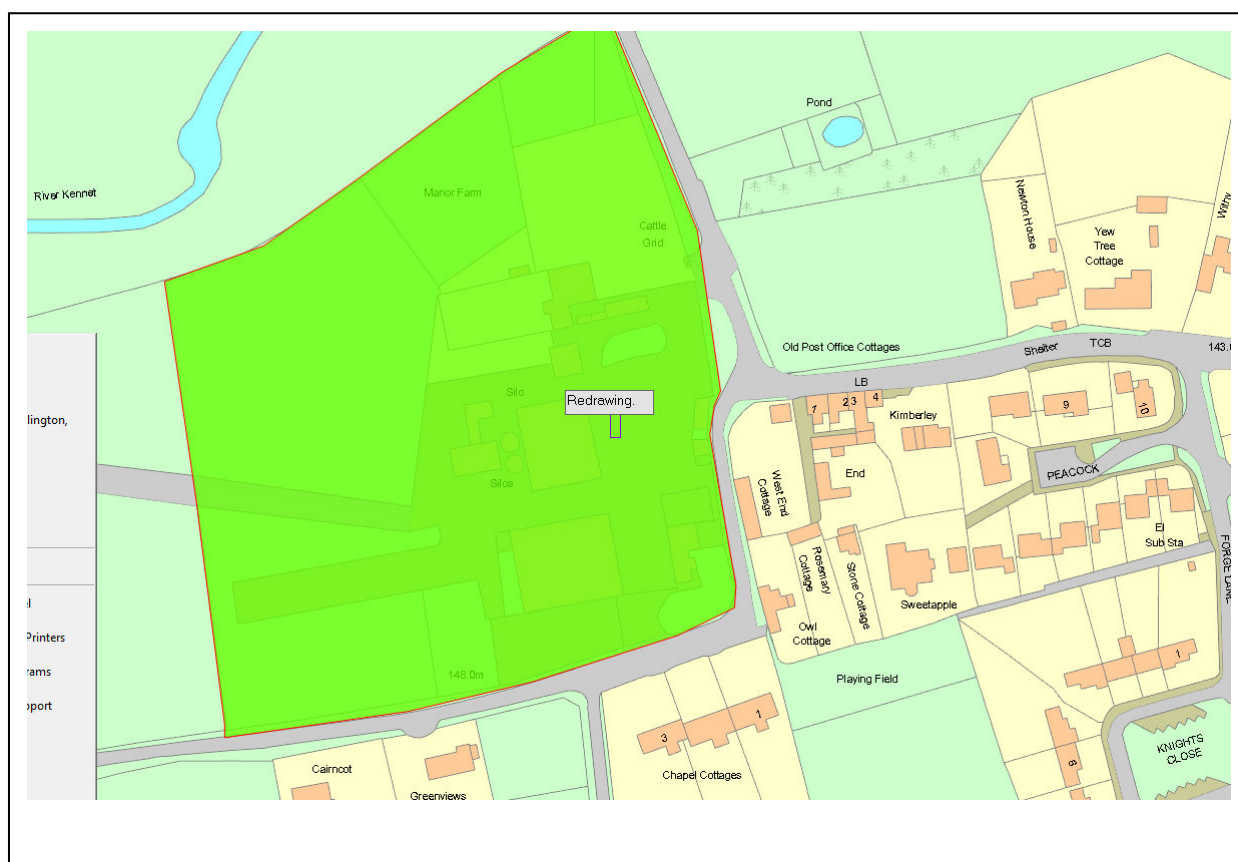 Pond
River Kennet
Manor Farm
Newton House
Withy
Cattle
Grid
Yew
Tree
Cottage
Old Post Office Cottages
Shelter
TCB
LB
Silo
Redrawing.
1
2
3
4
Kimberley
9
10
lington,
PEACOCK
End
West End
Cottage
Silos
El
Sub Sta
FORGE LANE
Rosemary
Cottage
Stone Cottage
Sweetapple
Owl
Cottage
el
Printers
rams
pport
148.0m
Playing Field
1
1
3
Chapel Cottages
6
KNIGHTS
CLOSE
Cairncot
Greenviews